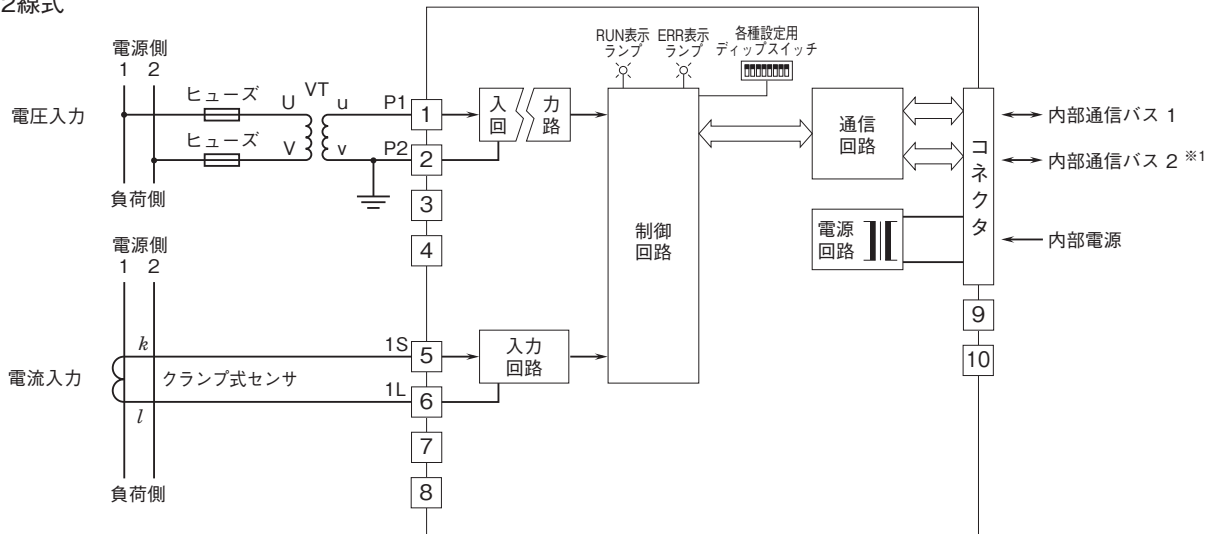 2線式
RUN表示
ランプ
ERR表示
ランプ
各種設定用
ディップスイッチ
電源側
1 2
電圧入力
ヒューズ
ヒューズ
U
V
VT
u
v
P1
P2
1
2
3
4
負荷側
入
回
力
路
制御
回路
通信
回路
電源
回路
コネクタ
内部通信バス 1
内部通信バス 2 ※1
内部電源
9
10
電源側
1 2
電流入力
k
l
クランプ式センサ
1S
1L
5
6
7
8
入力
回路
負荷側